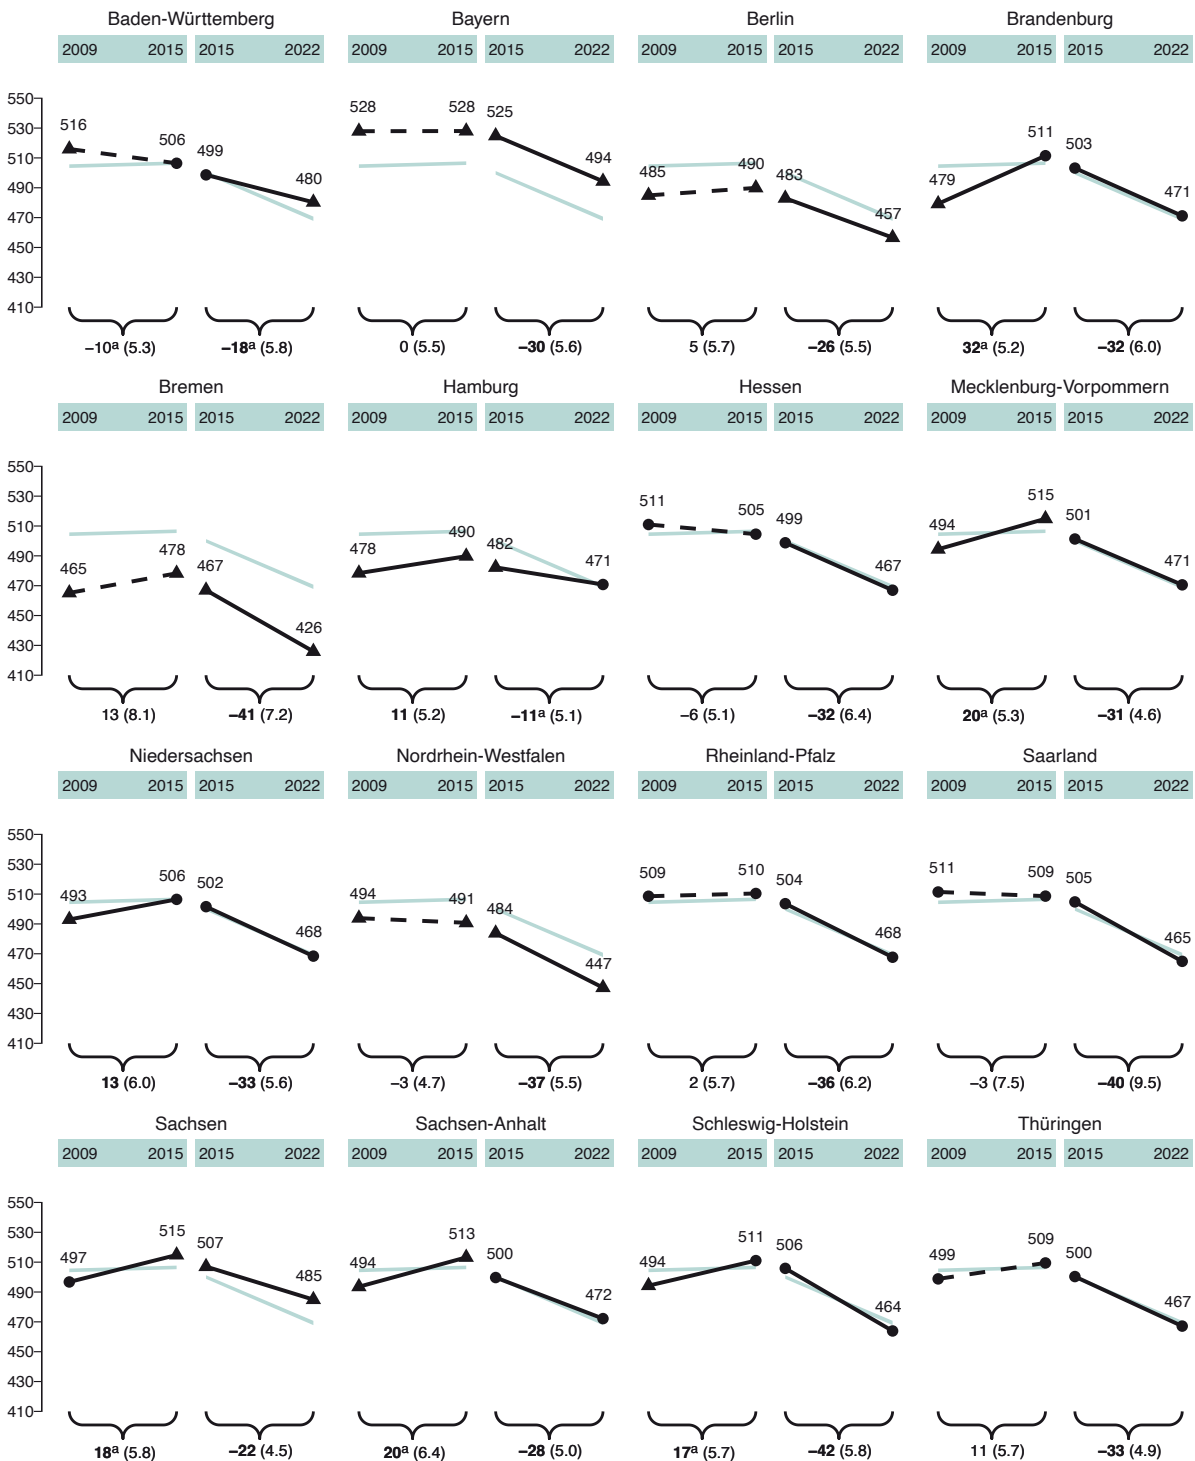 Baden-Württemberg Bayern Berlin Brandenburg
2009 2015 2015 2022 2009 2015 2015 2022 2009 2015 2015 2022 2009 2015 2015 2022
550
530
510
490
470
450
430
410
516 506 499 480
528 528 525 494
485 490 483 457
479 511 503 471
–10ª (5.3) –18ª (5.8) 0 (5.5) –30 (5.6) 5 (5.7) –26 (5.5) 32ª (5.2) –32 (6.0)
Bremen Hamburg Hessen Mecklenburg-Vorpommern
2009 2015 2015 2022 2009 2015 2015 2022 2009 2015 2015 2022 2009 2015 2015 2022
550
530
510
490
470
450
430
410
465 478 467 426
478 490 482 471
511 505 499 467
494 515 501 471
13 (8.1) –41 (7.2) 11 (5.2) –11ª (5.1) –6 (5.1) –32 (6.4) 20ª (5.3) –31 (4.6)
Niedersachsen Nordrhein-Westfalen Rheinland-Pfalz Saarland
2009 2015 2015 2022 2009 2015 2015 2022 2009 2015 2015 2022 2009 2015 2015 2022
550
530
510
490
470
450
430
410
493 506 502 468
494 491 484 447
509 510 504 468
511 509 505 465
13 (6.0) –33 (5.6) –3 (4.7) –37 (5.5) 2 (5.7) –36 (6.2) –3 (7.5) –40 (9.5)
Sachsen Sachsen-Anhalt Schleswig-Holstein Thüringen
2009 2015 2015 2022 2009 2015 2015 2022 2009 2015 2015 2022 2009 2015 2015 2022
550
530
510
490
470
450
430
410
497 515 507 485
494 513 500 472
494 511 506 464
499 509 500 467
18ª (5.8) –22 (4.5) 20ª (6.4) –28 (5.0) 17ª (5.7) –42 (5.8) 11 (5.7) –33 (4.9)